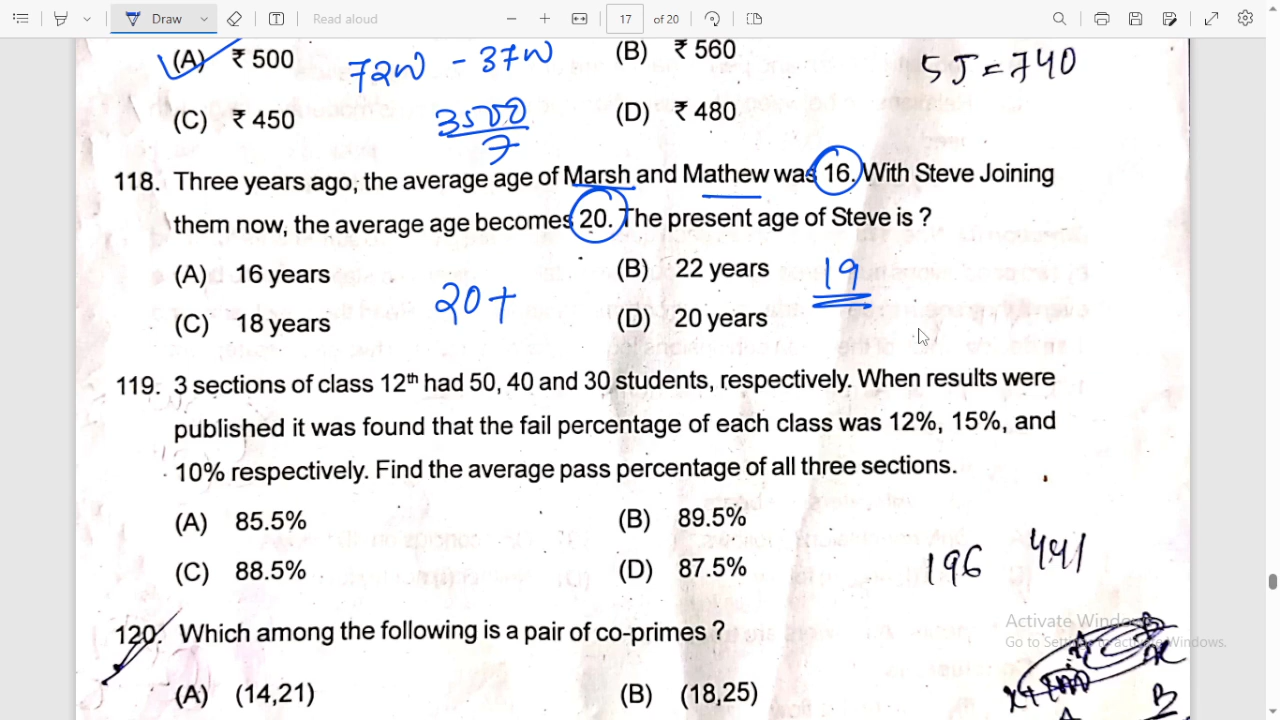 Draw
Read aloud
17 of 20
(A) ₹ 500
72W - 37W
(B) ₹ 560
5J = 740
(C) ₹ 450
3500
7
(D) ₹ 480
118. Three years ago, the average age of Marsh and Mathew was 16. With Steve Joining
them now, the average age becomes 20. The present age of Steve is ?
(A) 16 years
(B) 22 years
19
20+
(C) 18 years
(D) 20 years
119. 3 sections of class 12th had 50, 40 and 30 students, respectively. When results were
published it was found that the fail percentage of each class was 12%, 15%, and
10% respectively. Find the average pass percentage of all three sections.
(A) 85.5%
(B) 89.5%
(C) 88.5%
(D) 87.5%
196 441
120. Which among the following is a pair of co-primes ?
Activate Windows
Go to Settings to activate Windows.
(A) (14,21)
(B) (18,25)